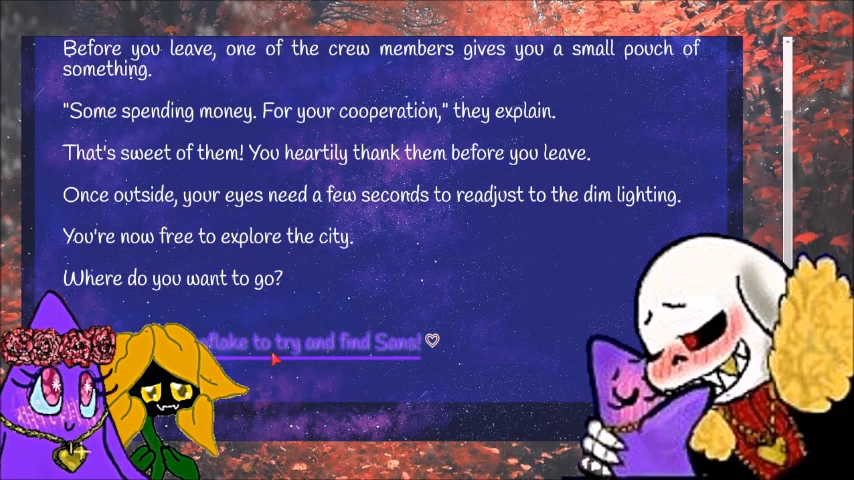 Before you leave, one of the crew members gives you a small pouch of
something.
"Some spending money. For your cooperation," they explain.
That's sweet of them! You heartily thank them before you leave.
Once outside, your eyes need a few seconds to readjust to the dim lighting.
You're now free to explore the city.
Where do you want to go?
to try and find Sans! ♡